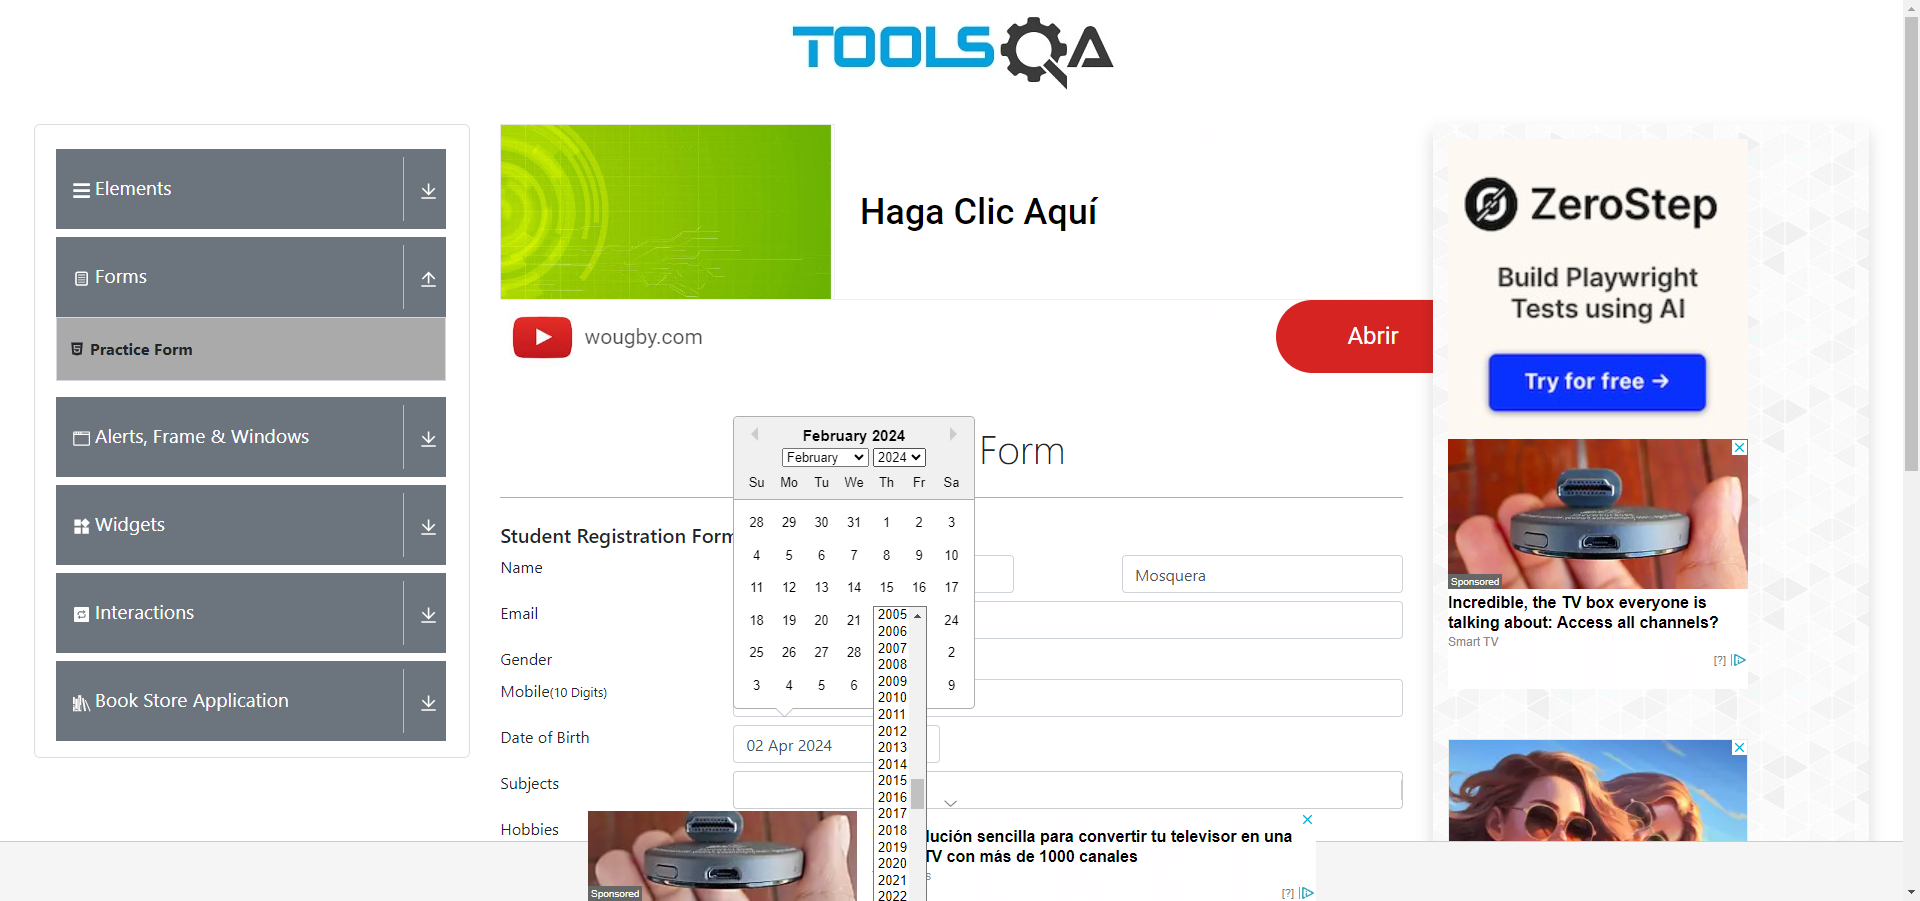 TOOLSQA
Elements
Forms
Practice Form
Alerts, Frame & Windows
Widgets
Interactions
Book Store Application
Haga Clic Aquí
wougby.com
Abrir
Form
February 2024
February 2024
Su Mo Tu We Th Fr Sa
28 29 30 31 1 2 3
4 5 6 7 8 9 10
11 12 13 14 15 16 17
18 19 20 21 24
25 26 27 28 2
3 4 5 6 9
2005
2006
2007
2008
2009
2010
2011
2012
2013
2014
2015
2016
2017
2018
2019
2020
2021
2022
Student Registration Form
Name
Mosquera
Email
Gender
Mobile(10 Digits)
Date of Birth
02 Apr 2024
Subjects
Hobbies
Sponsored
lución sencilla para convertir tu televisor en una
TV con más de 1000 canales
s
[?]
ZeroStep
Build Playwright
Tests using AI
Try for free →
Sponsored
Incredible, the TV box everyone is
talking about: Access all channels?
Smart TV
[?]